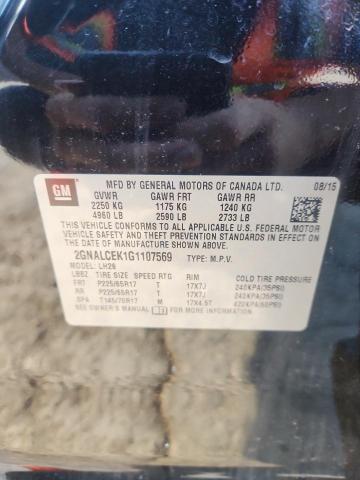 GM
MFD BY GENERAL MOTORS OF CANADA LTD. 08/15
GVWR GAWR FRT GAWR RR
2250 KG 1175 KG 1240 KG
4960 LB 2590 LB 2733 LB
THIS VEHICLE CONFORMS TO ALL APPLICABLE U.S. FEDERAL MOTOR
VEHICLE SAFETY AND THEFT PREVENTION STANDARDS IN EFFECT ON
THE DATE OF MANUFACTURE SHOWN ABOVE.
2GNALCEK1G1107569 TYPE: M.P.V.
MODEL: LH26
TIRE SIZE SPEED RTG RIM COLD TIRE PRESSURE
FRT P225/65R17 T 17X7J 240KPA(35PSI)
RR P225/65R17 T 17X7J 240KPA(35PSI)
SPA T145/70R17 M 17X4.5T 420KPA(60PSI)
SEE OWNER'S MANUAL FOR ADDITIONAL INFORMATION.